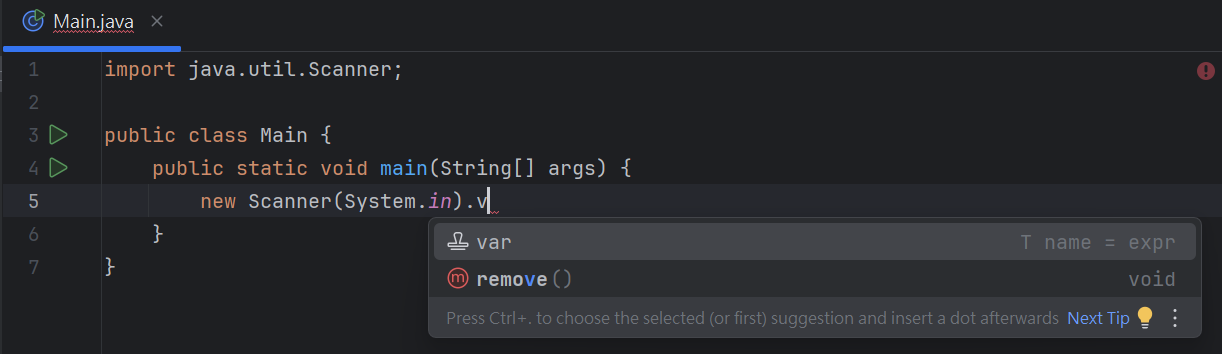 Main.java
1 import java.util.Scanner;
2
3 public class Main {
4     public static void main(String[] args) {
5         new Scanner(System.in).v
6     }
7 }
var T name = expr
m remove() void
Press Ctrl+. to choose the selected (or first) suggestion and insert a dot afterwards Next Tip